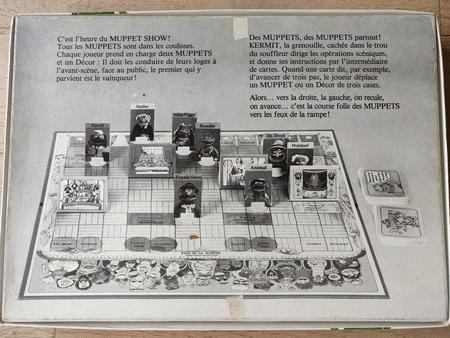 C'est l'heure du MUPPET SHOW!
Tous les MUPPETS sont dans les coulisses.
Chaque joueur prend en charge deux MUPPETS
et un Décor : Il doit les conduire de leurs loges à
l'avant-scène, face au public, le premier qui y
parvient est le vainqueur!
Des MUPPETS, des MUPPETS partout!
KERMIT, la grenouille, cachée dans le trou
du souffleur dirige les opérations scéniques,
et donne ses instructions par l'intermédiaire
de cartes. Quand une carte dit, par exemple,
d'avancer de trois pas, le joueur déplace
un MUPPET ou un Décor de trois cases.
Alors... vers la droite, la gauche, on recule,
on avance... c'est la course folle des MUPPETS
vers les feux de la rampe!
Statler
Miss Piggy
Scooter
Waldorf
Fozzie
Animal